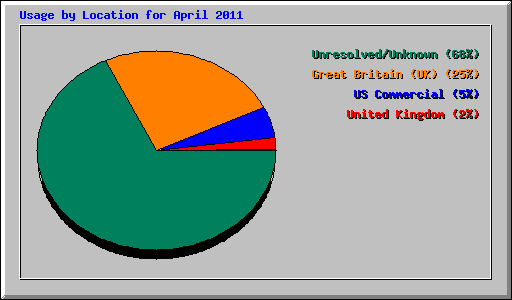 Usage by Location for April 2011
Unresolved/Unknown (68%)
Great Britain (UK) (25%)
US Commercial (5%)
United Kingdom (2%)